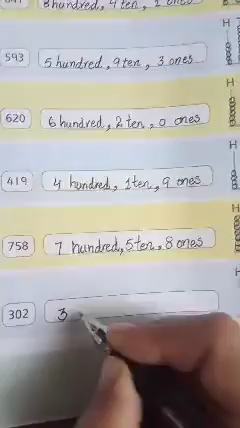 8 hundred, 4 ten, 1 ones
H
593 5 hundred, 9 ten, 3 ones
H
620 6 hundred, 2 ten, 0 ones
H
419 4 hundred, 1 ten, 9 ones
H
758 7 hundred, 5 ten, 8 ones
302 3